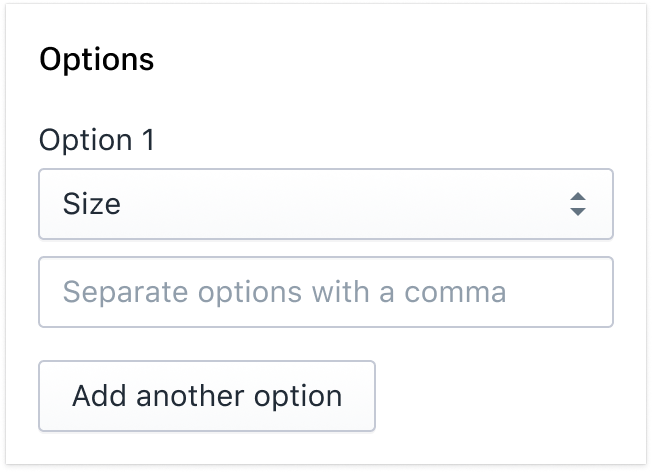 Options
Option 1
Size
Separate options with a comma
Add another option